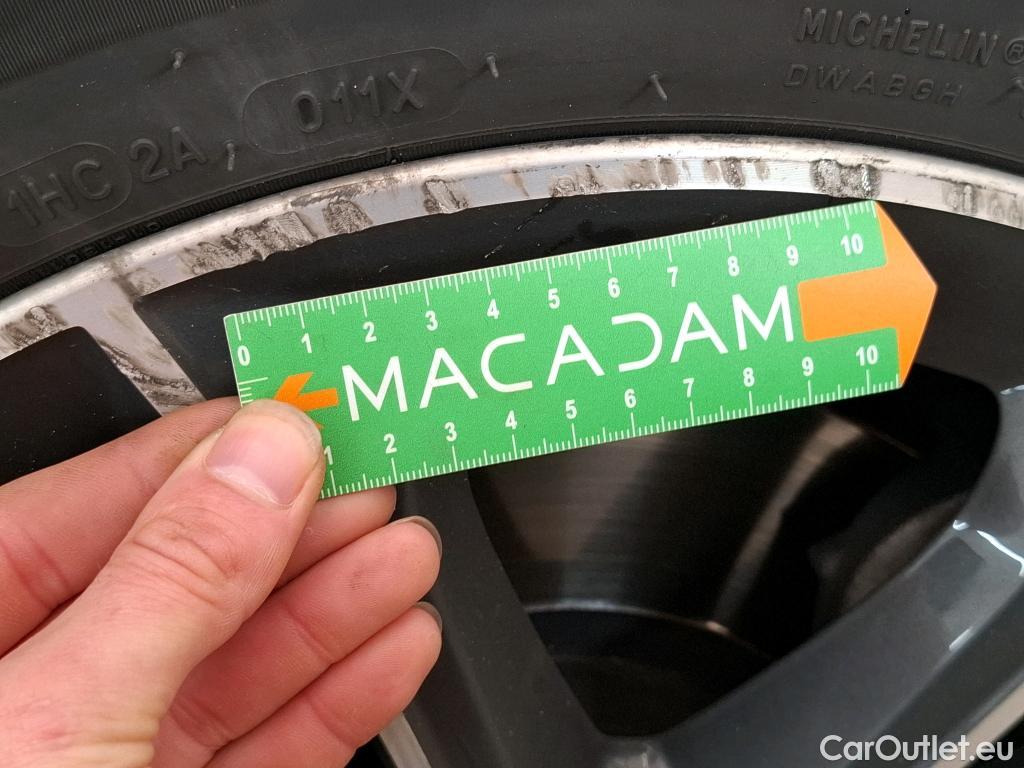 MICHELIN®
DWABGH
1HC 2A 011X
0 1 2 3 4 5 6 7 8 9 10
MACADAM
1 2 3 4 5 6 7 8 9 10
CarOutlet.eu